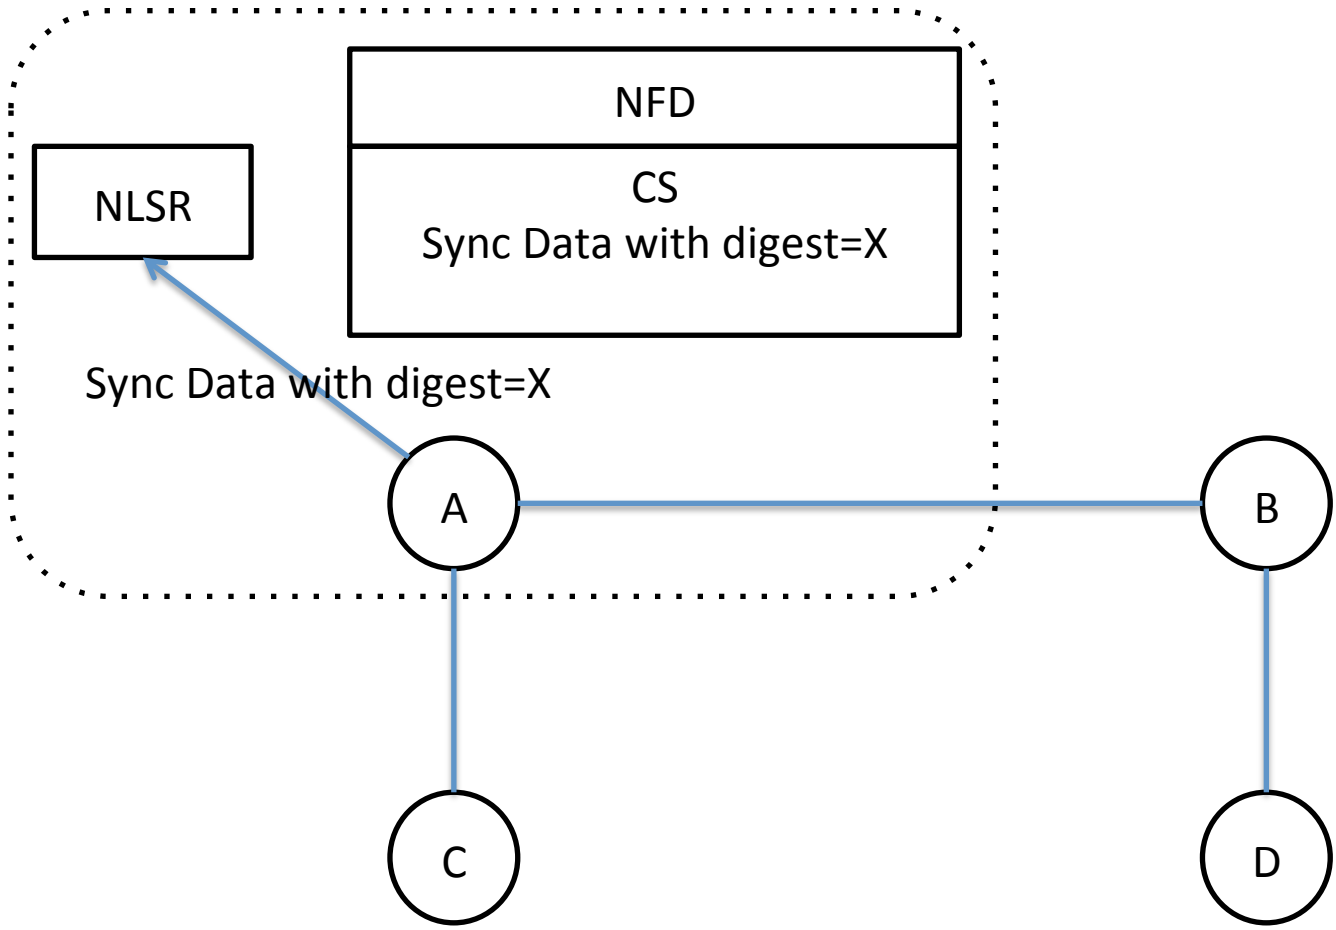 NFD
NLSR
CS
Sync Data with digest=X
Sync Data with digest=X
A
B
C
D